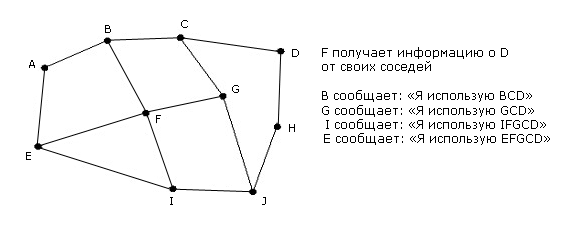 B
C
D
A
G
F
H
E
I
J
F получает информацию о D
от своих соседей
B сообщает: «Я использую BCD»
G сообщает: «Я использую GCD»
I сообщает: «Я использую IFGCD»
E сообщает: «Я использую EFGCD»